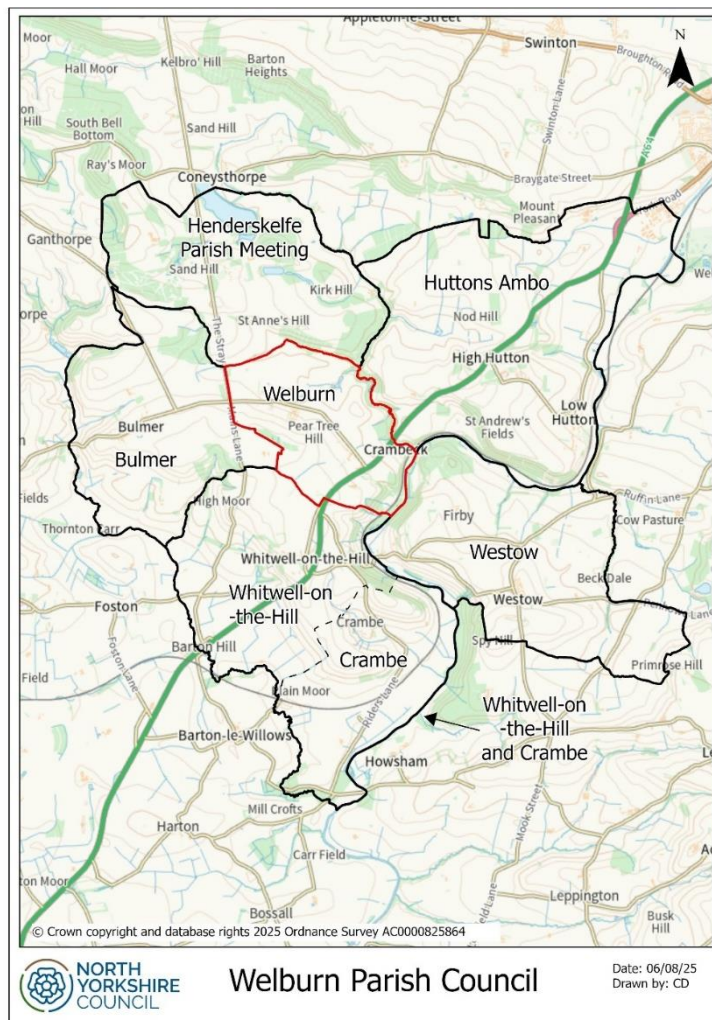 Moor
Kelbro' Hill
Barton
Heights
Appleton-le-Street
Swinton
Broughton Road
N
Hall Moor
South Bell
Bottom
Sand Hill
Swinton Lane
A64
Ray's Moor
Coneysthorpe
Braygate Street
Mount
Pleasant
Henderskelfe
Parish Meeting
Ganthorpe
Sand Hill
Kirk Hill
Huttons Ambo
Nod Hill
St Anne's Hill
The Stray
High Hutton
Welburn
Pear Tree
Hill
St Andrew's
Fields
Low
Hutton
Bulmer
Bulmer
Crambeck
High Moor
Ruffin Lane
Fields
Thornton Carr
Firby
Cow Pasture
Whitwell-on-the-Hill
Westow
Whitwell-on
-the-Hill
Beck Dale
Foston
Westow
Crambe
Foston Lane
Barton Hill
Crambe
Spy Hill
Primrose Hill
Field
Plain Moor
Riders Lane
Whitwell-on
-the-Hill
and Crambe
Barton-le-Willows
Howsham
Mill Crofts
Mook Street
Harton
Carr Field
ton Moor
Leppington
Bossall
Busk
Hill
© Crown copyright and database rights 2025 Ordnance Survey AC0000825864
NORTH
YORKSHIRE
COUNCIL
Welburn Parish Council
Date: 06/08/25
Drawn by: CD